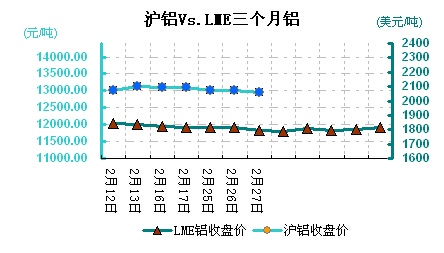 沪铝Vs.LME三个月铝
(元/吨)
(美元/吨)
14000.00
13500.00
13000.00
12500.00
12000.00
11500.00
11000.00
2400
2300
2200
2100
2000
1900
1800
1700
1600
2月12日
2月13日
2月16日
2月17日
2月25日
2月26日
2月27日
LME铝收盘价
沪铝收盘价